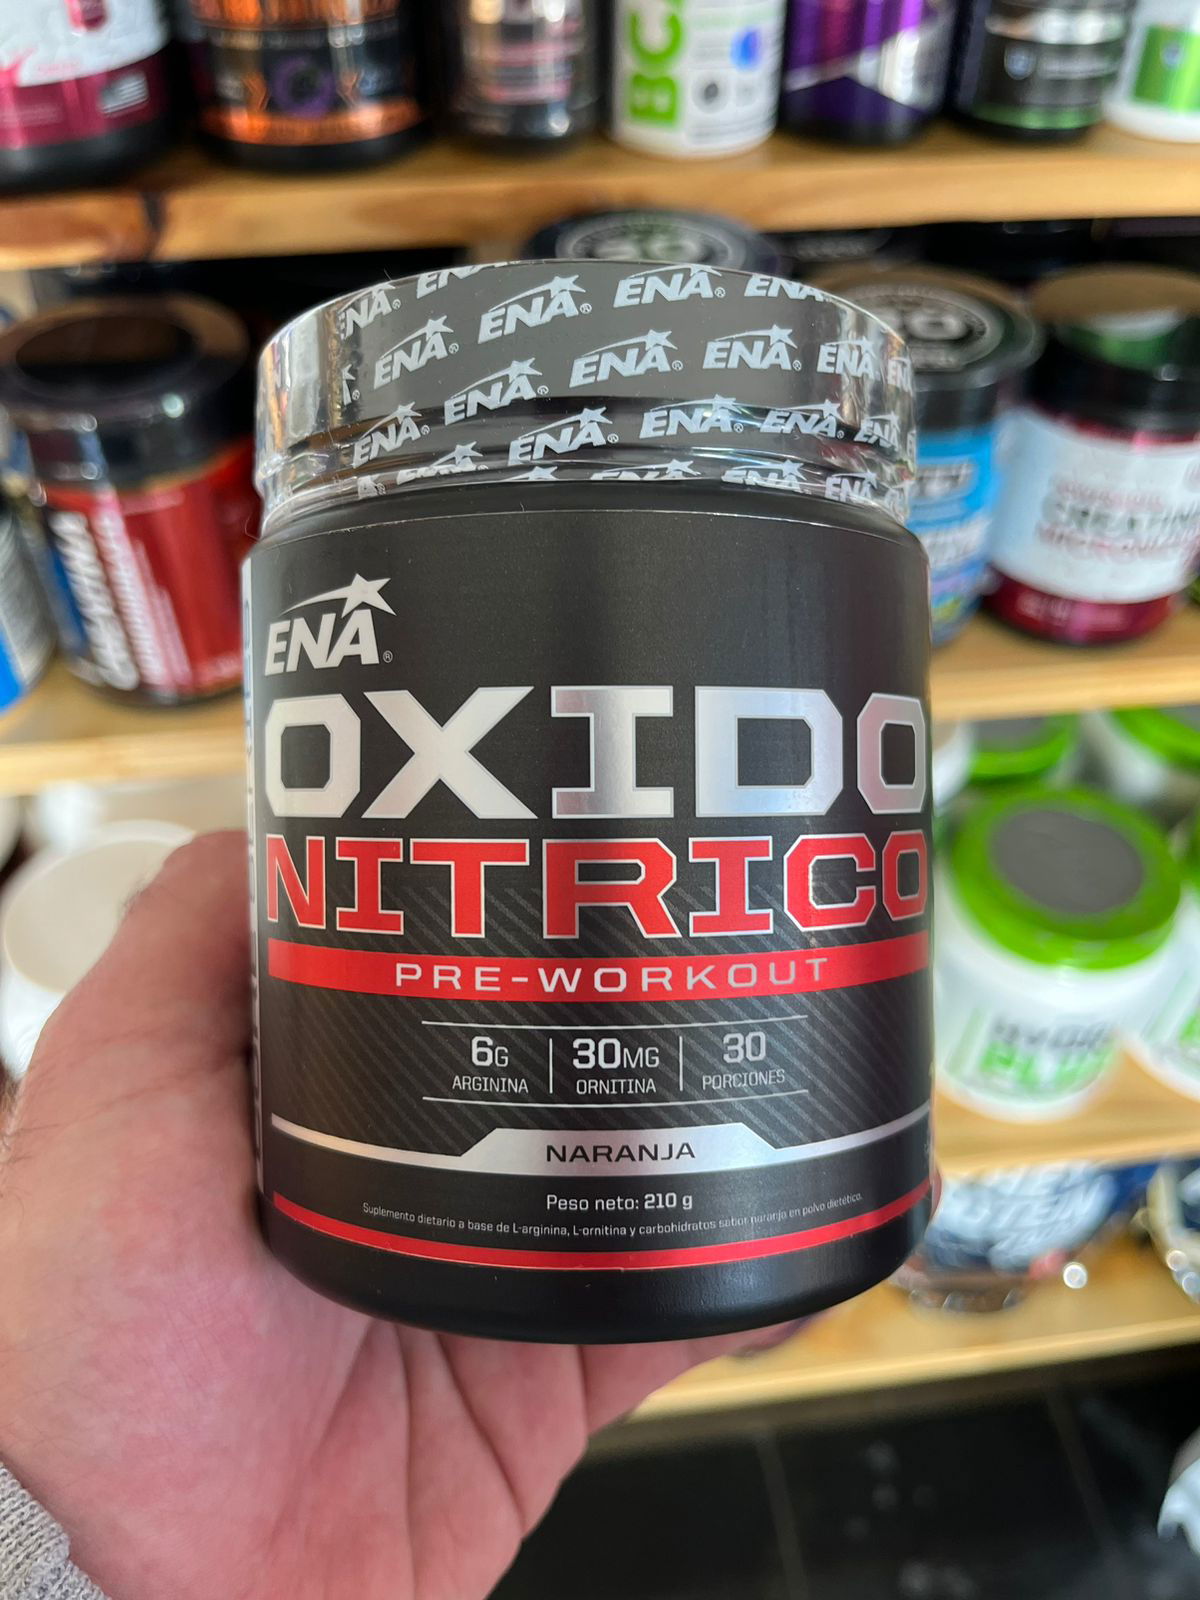 BCA
ENA
OXIDO
NITRICO
PRE-WORKOUT
6G ARGININA
30MG ORNITINA
30 PORCIONES
NARANJA
Peso neto: 210 g
Suplemento dietario a base de L-arginina, L-ornitina y carbohidratos sabor naranja en polvo dietético.